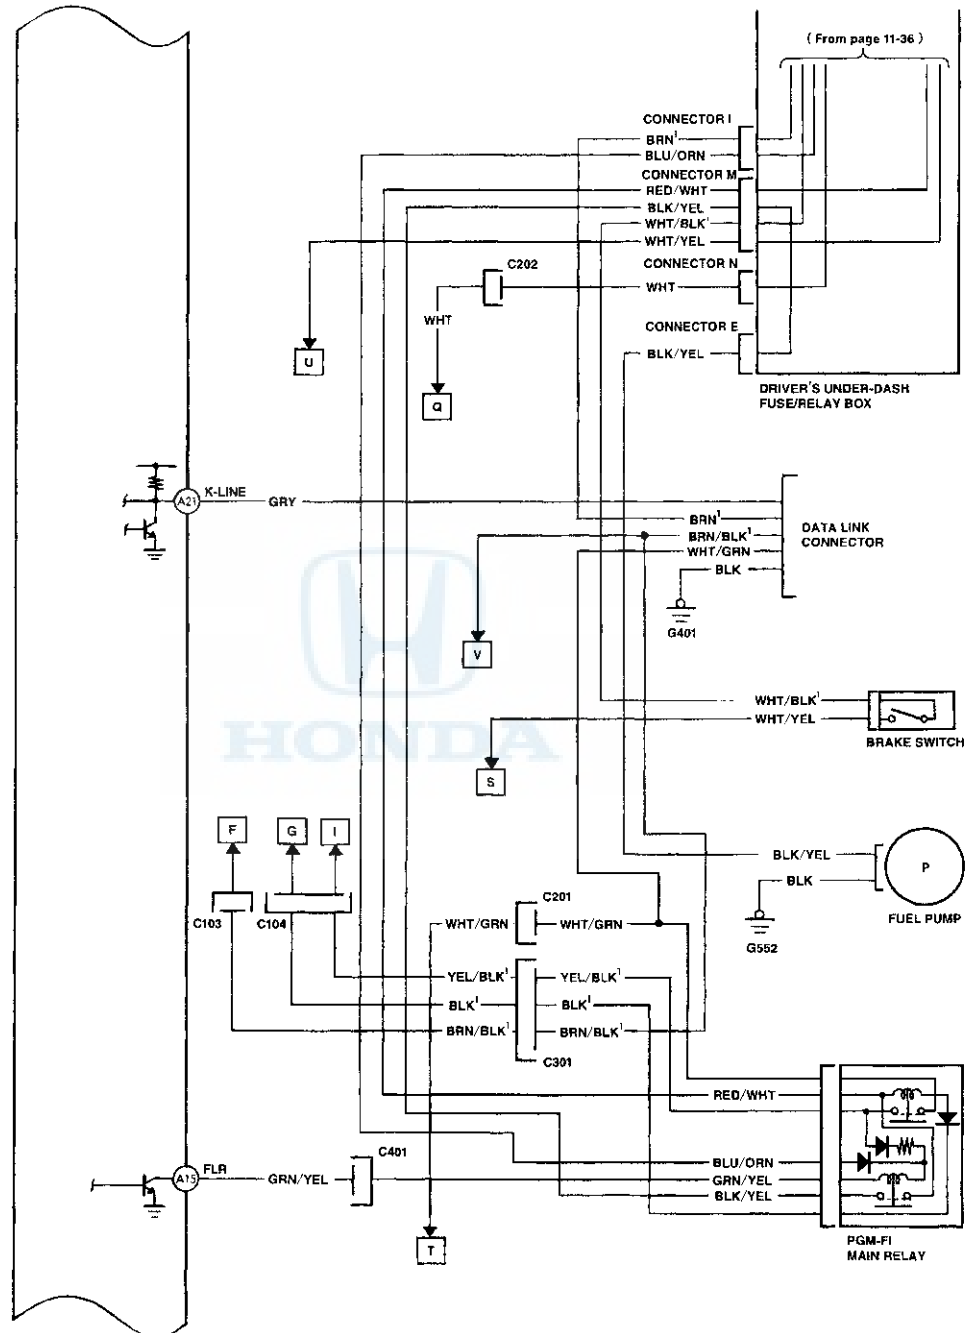 ( From page 11-36 )
CONNECTOR I
BRN¹
BLU/ORN
CONNECTOR M
RED/WHT
BLK/YEL
WHT/BLK¹
WHT/YEL
C202
CONNECTOR N
WHT
WHT
CONNECTOR E
BLK/YEL
U
Q
DRIVER'S UNDER-DASH
FUSE/RELAY BOX
A21
K-LINE
GRY
BRN¹
BRN/BLK¹
WHT/GRN
BLK
DATA LINK
CONNECTOR
G401
V
HONDA
WHT/BLK¹
WHT/YEL
BRAKE SWITCH
S
F
G
I
BLK/YEL
BLK
P
FUEL PUMP
G552
C103
C104
C201
WHT/GRN
WHT/GRN
YEL/BLK¹
YEL/BLK¹
BLK¹
BLK¹
BRN/BLK¹
BRN/BLK¹
C301
RED/WHT
C401
A15
FLR
GRN/YEL
BLU/ORN
GRN/YEL
BLK/YEL
T
PGM-FI
MAIN RELAY